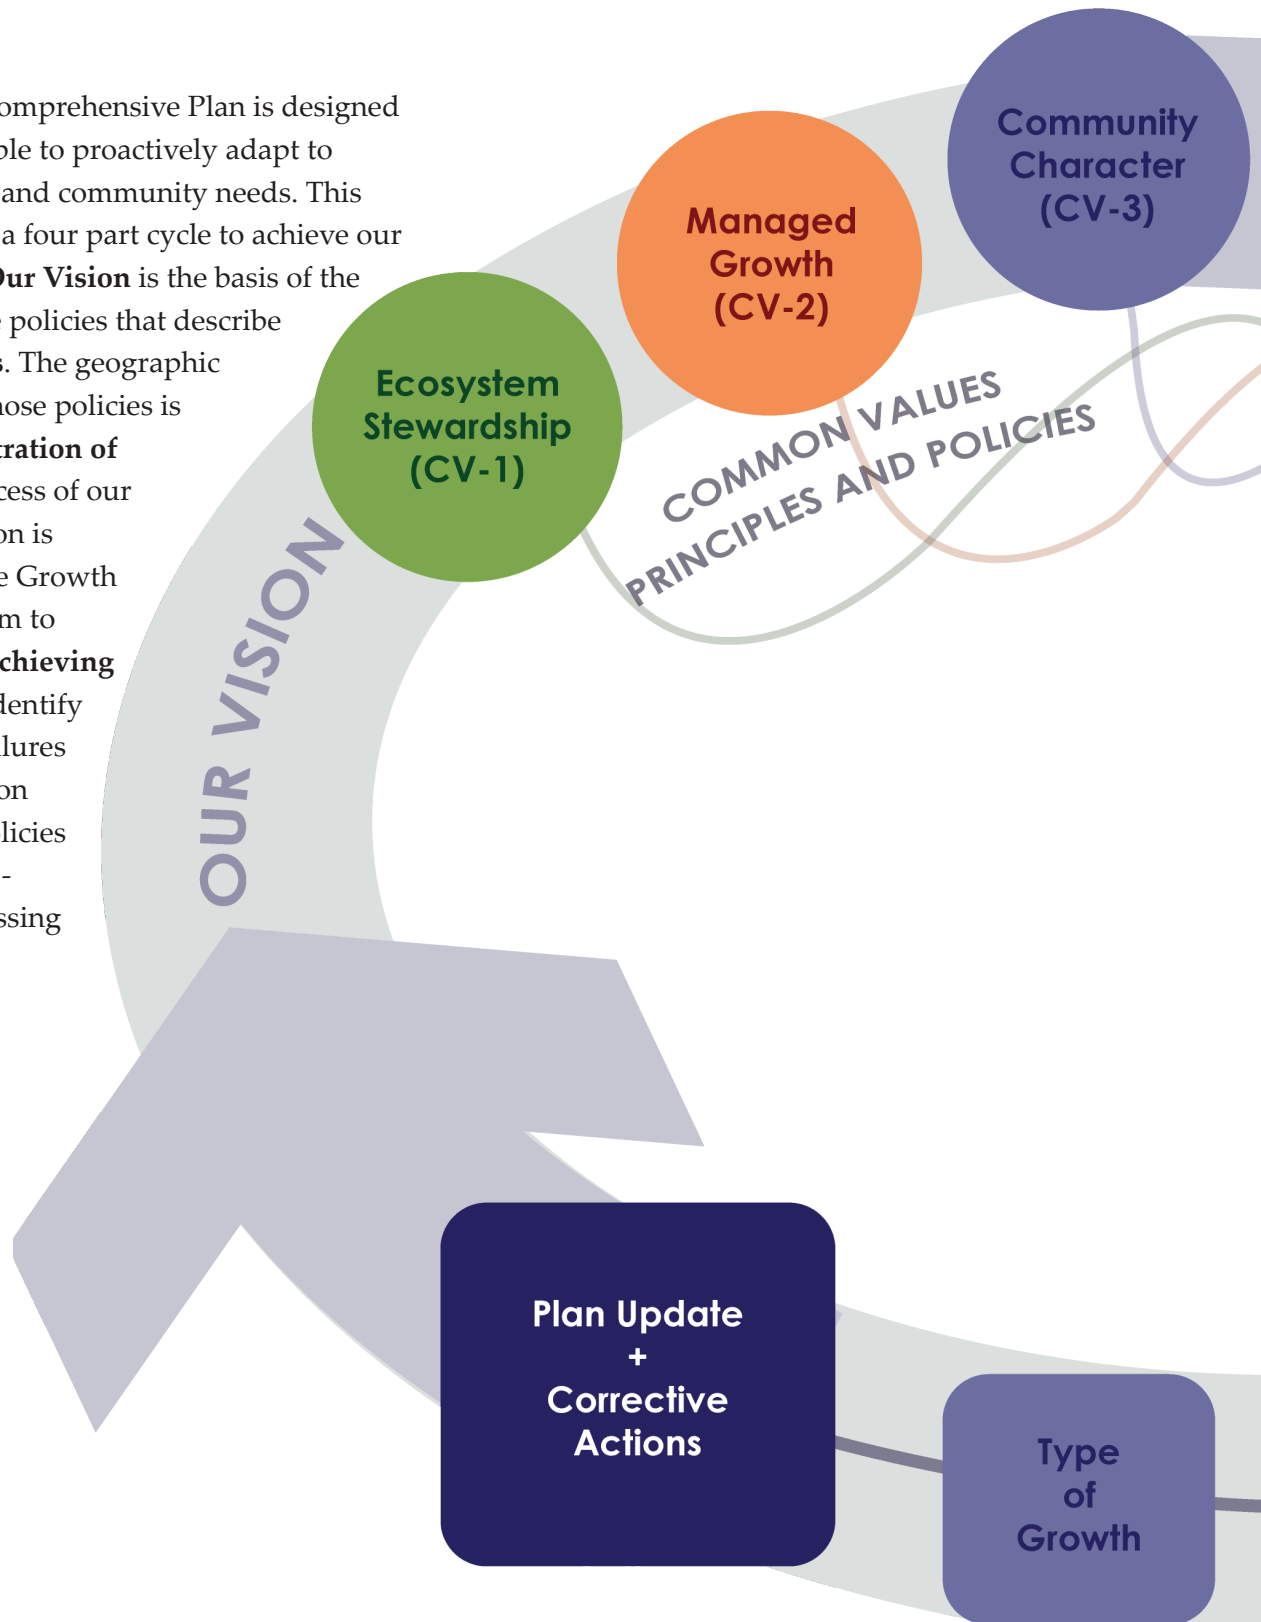 omprehensive Plan is designed
ble to proactively adapt to
and community needs. This
a four part cycle to achieve our
Our Vision is the basis of the
e policies that describe
s. The geographic
hose policies is
tration of
cess of our
on is
e Growth
m to
chieving
dentify
ilures
on
licies
-
ssing
Community
Character
(CV-3)
Managed
Growth
(CV-2)
Ecosystem
Stewardship
(CV-1)
COMMON VALUES
PRINCIPLES AND POLICIES
OUR VISION
Plan Update
+
Corrective
Actions
Type
of
Growth